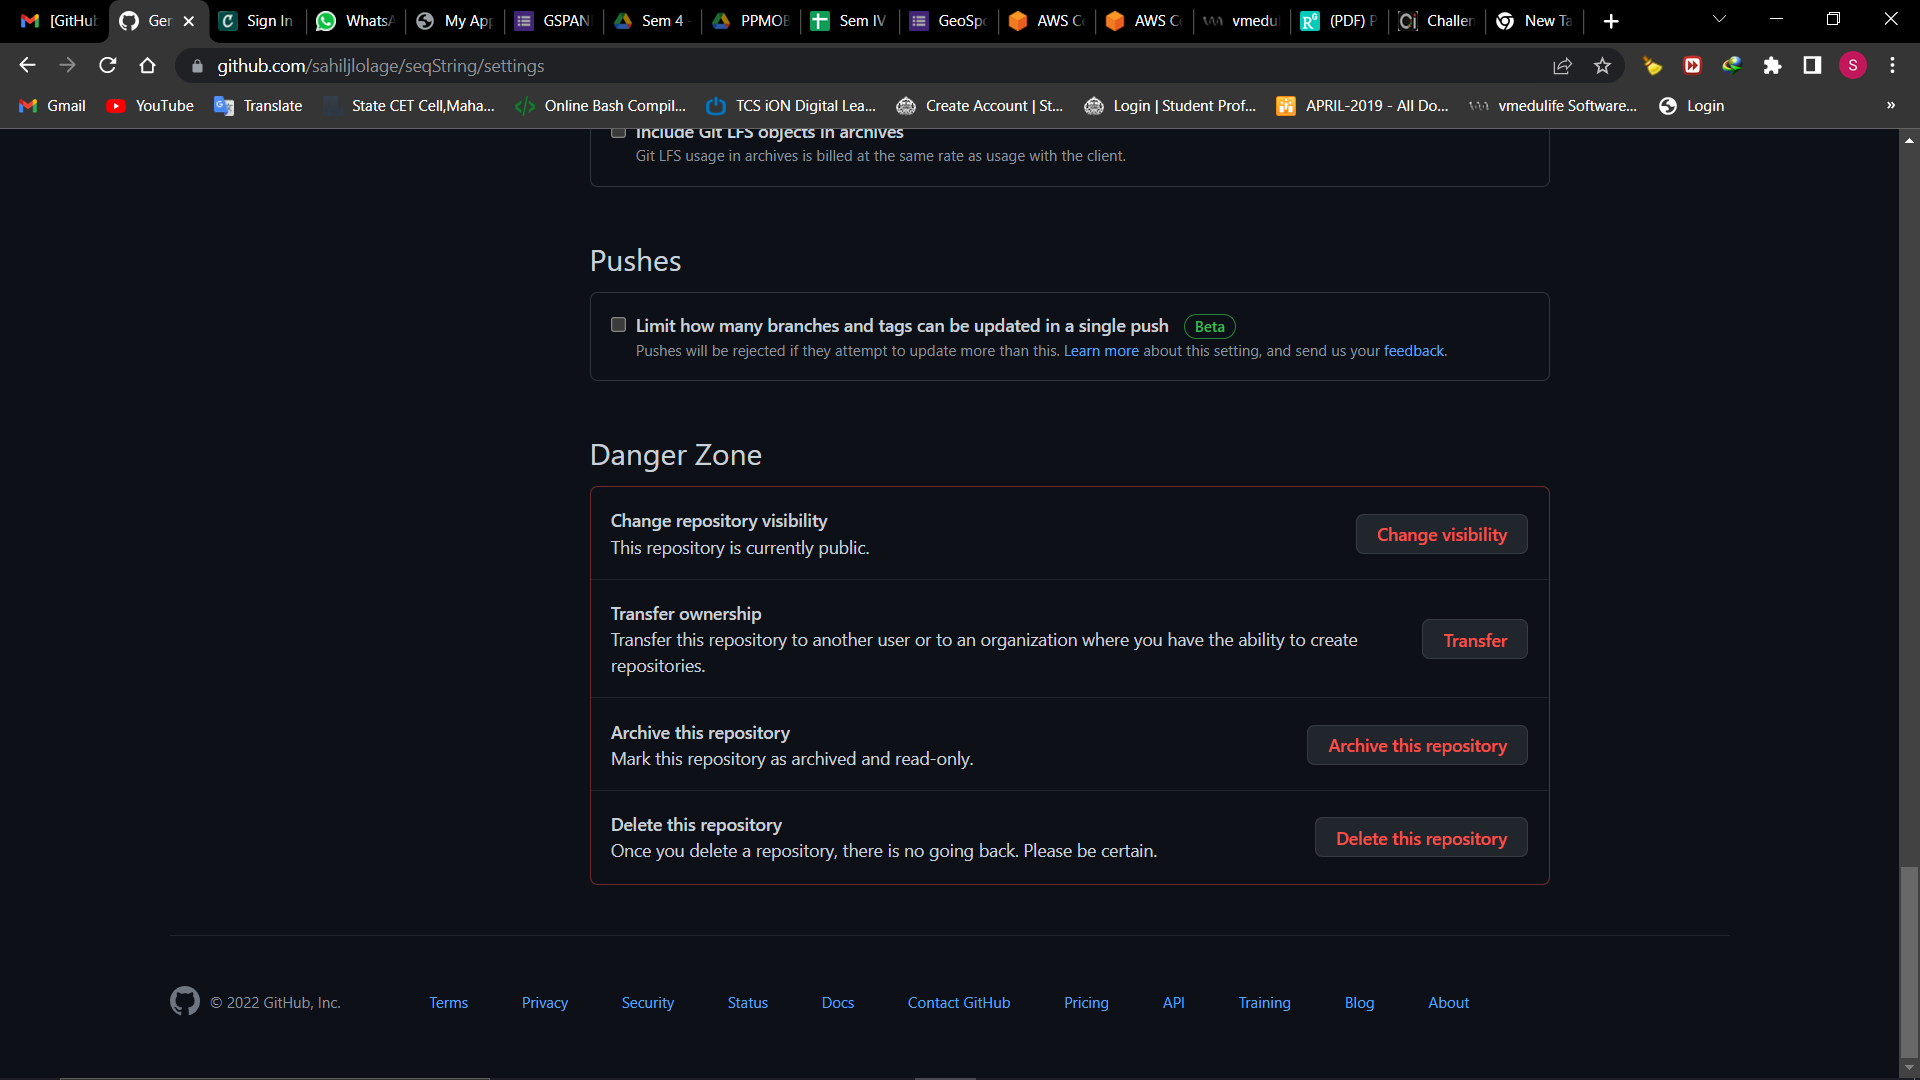 [GitHub
Ger
Sign In
WhatsA
My App
GSPAN
Sem 4 -
PPMOB
Sem IV
GeoSpo
AWS Co
AWS Co
vmedul
(PDF) P
Challen
New Ta
github.com/sahiljlolage/seqString/settings
S
Gmail
YouTube
Translate
State CET Cell,Maha...
Online Bash Compil...
TCS iON Digital Lea...
Create Account | St...
Login | Student Prof...
APRIL-2019 - All Do...
vmedulife Software...
Login
»
Include Git LFS objects in archives
Git LFS usage in archives is billed at the same rate as usage with the client.
Pushes
Limit how many branches and tags can be updated in a single push Beta
Pushes will be rejected if they attempt to update more than this. Learn more about this setting, and send us your feedback.
Danger Zone
Change repository visibility
This repository is currently public.
Change visibility
Transfer ownership
Transfer this repository to another user or to an organization where you have the ability to create
repositories.
Transfer
Archive this repository
Mark this repository as archived and read-only.
Archive this repository
Delete this repository
Once you delete a repository, there is no going back. Please be certain.
Delete this repository
© 2022 GitHub, Inc.
Terms
Privacy
Security
Status
Docs
Contact GitHub
Pricing
API
Training
Blog
About